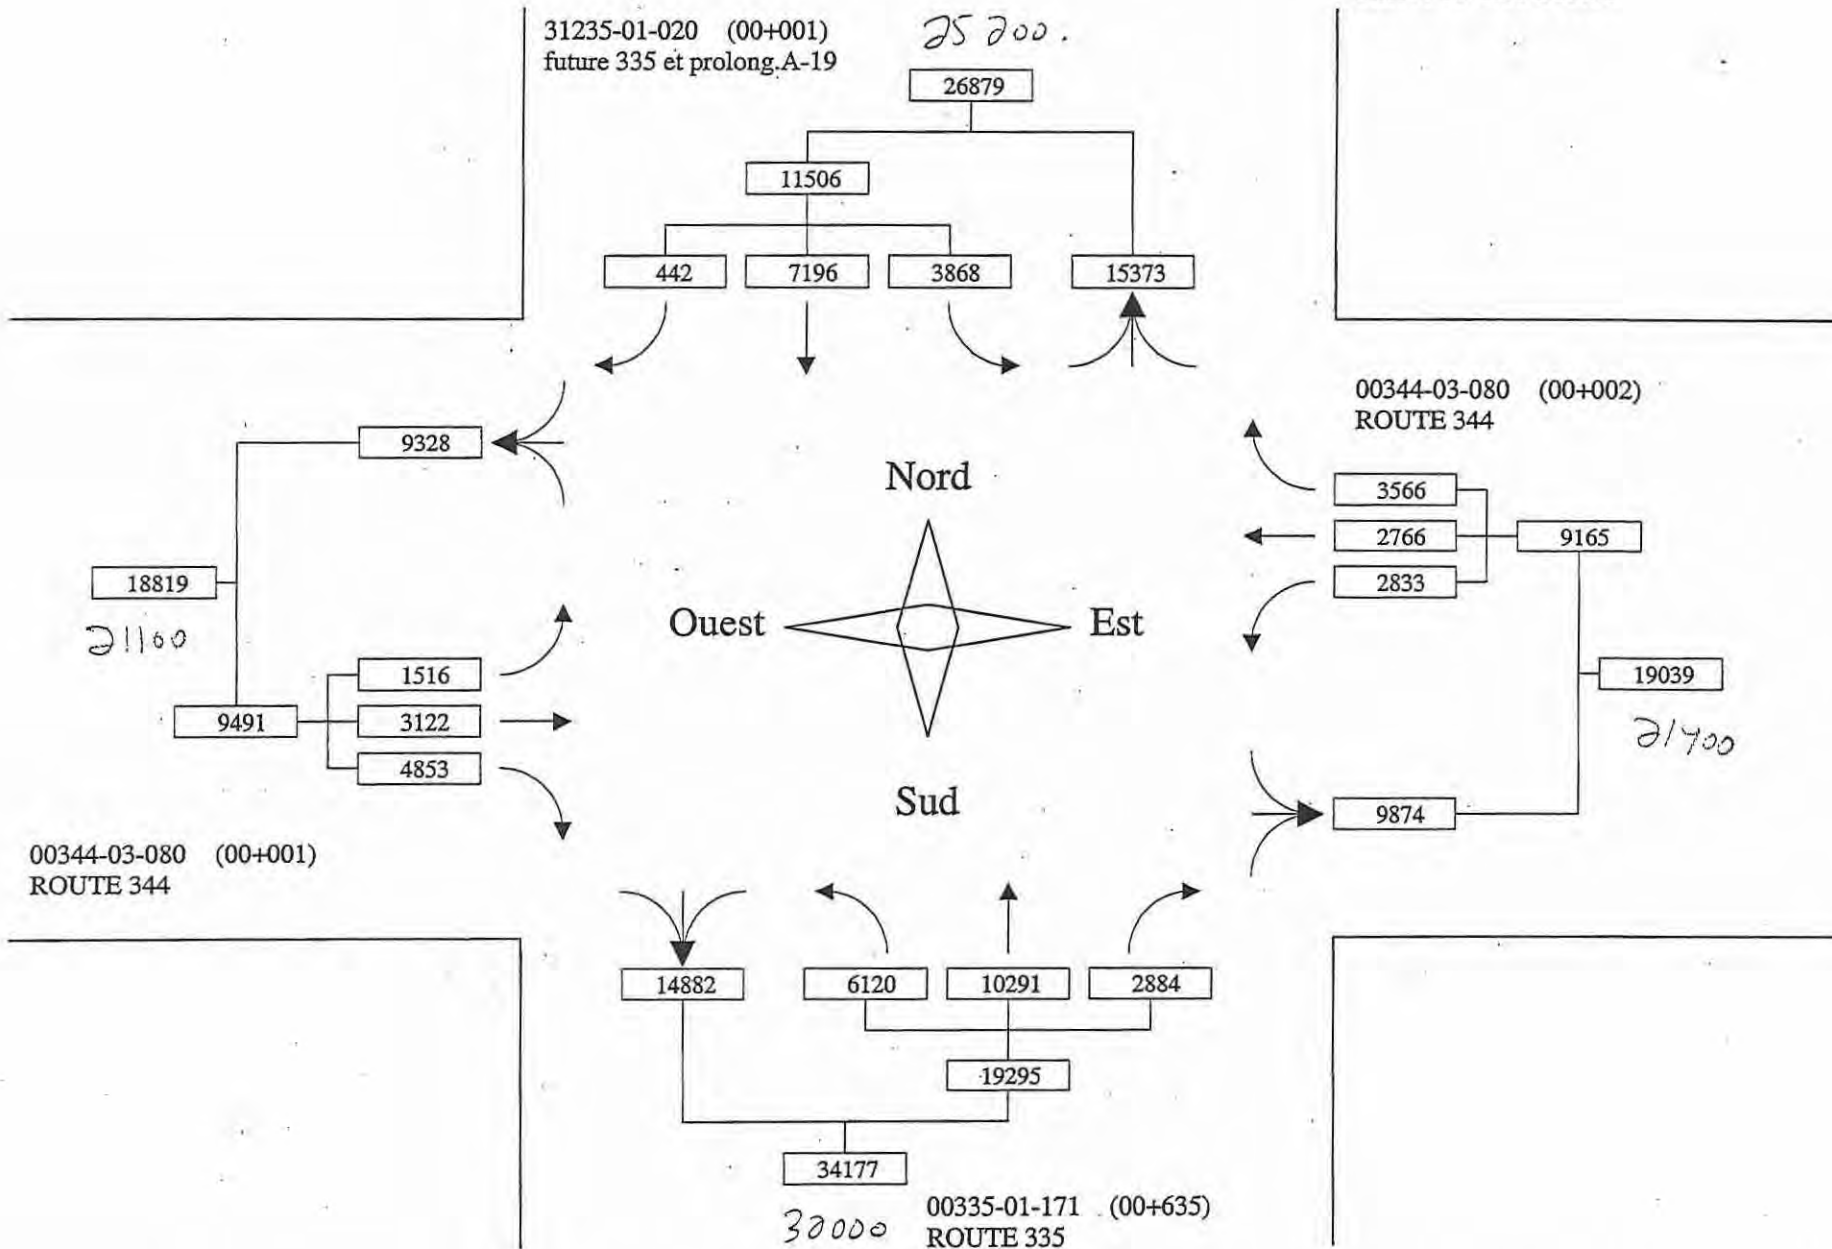 31235-01-020 (00+001)
future 335 et prolong.A-19
25 200.
26879
11506
442 7196 3868 15373
9328
00344-03-080 (00+002)
ROUTE 344
Nord
3566
2766 9165
2833
18819
21100
Ouest Est
1516
9491 3122
4853
19039
21400
Sud
9874
00344-03-080 (00+001)
ROUTE 344
14882 6120 10291 2884
19295
34177
32000
00335-01-171 (00+635)
ROUTE 335